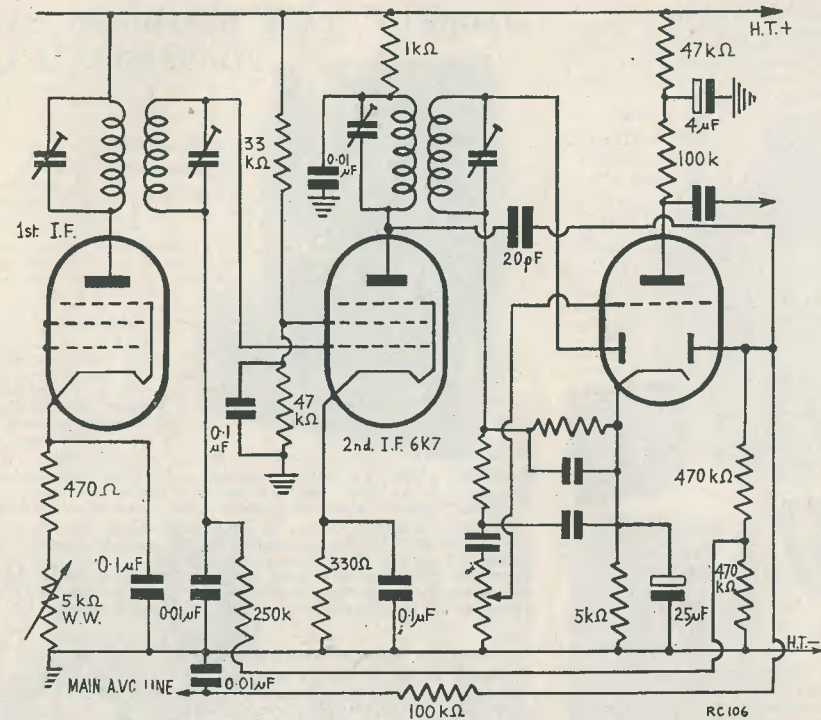 H.T.+
1kΩ
47kΩ
4μF
33
kΩ
0·01
μF
100k
1st. I.F.
20pF
0·1
μF
47
kΩ
2nd. I.F. 6K7
470Ω
470kΩ
0·1μF
5kΩ
W.W.
0·01μF
250k
330Ω
0·1μF
5kΩ
25μF
470
kΩ
H.T.-
MAIN A.V.C LINE
0·01μF
100kΩ
RC106